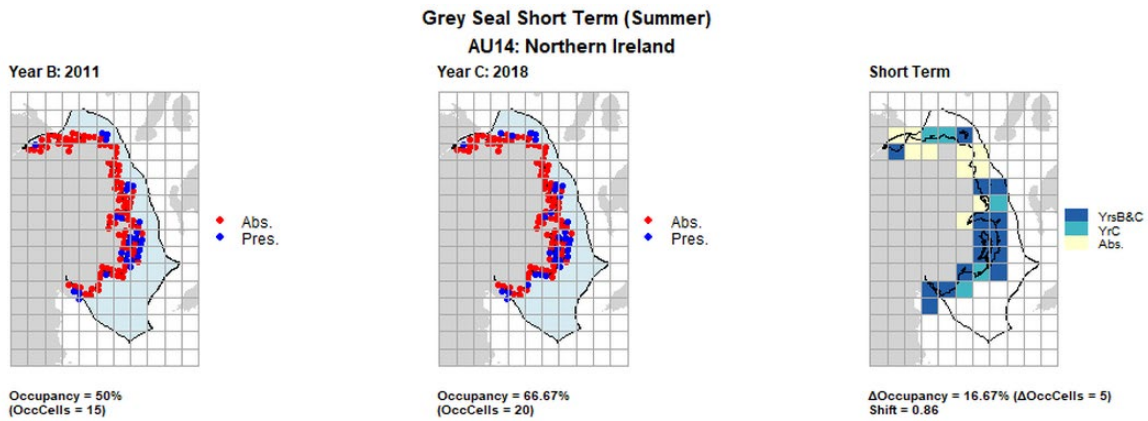 Grey Seal Short Term (Summer)
AU14: Northern Ireland
Year B: 2011
Abs.
Pres.
Occupancy = 50%
(OccCells = 15)
Year C: 2018
Abs.
Pres.
Occupancy = 66.67%
(OccCells = 20)
Short Term
YrsB&C
YrC
Abs.
ΔOccupancy = 16.67% (ΔOccCells = 5)
Shift = 0.86